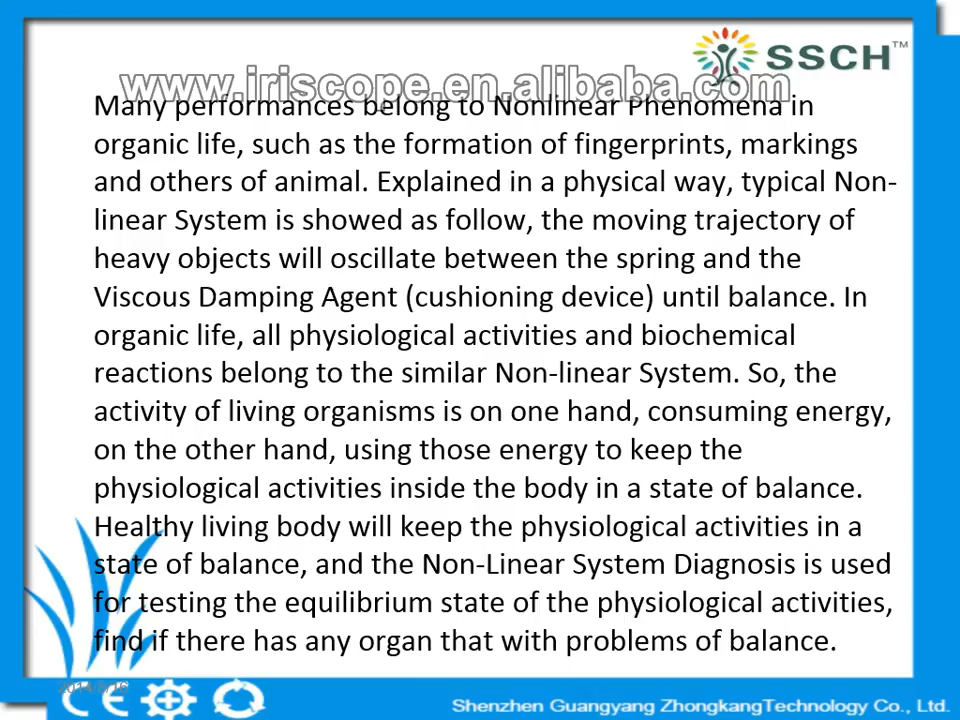 SSCH™
www.iriscope.en.alibaba.com
Many performances belong to Nonlinear Phenomena in
organic life, such as the formation of fingerprints, markings
and others of animal. Explained in a physical way, typical Non-
linear System is showed as follow, the moving trajectory of
heavy objects will oscillate between the spring and the
Viscous Damping Agent (cushioning device) until balance. In
organic life, all physiological activities and biochemical
reactions belong to the similar Non-linear System. So, the
activity of living organisms is on one hand, consuming energy,
on the other hand, using those energy to keep the
physiological activities inside the body in a state of balance.
Healthy living body will keep the physiological activities in a
state of balance, and the Non-Linear System Diagnosis is used
for testing the equilibrium state of the physiological activities,
find if there has any organ that with problems of balance.
CE
Shenzhen Guangyang ZhongkangTechnology Co., Ltd.